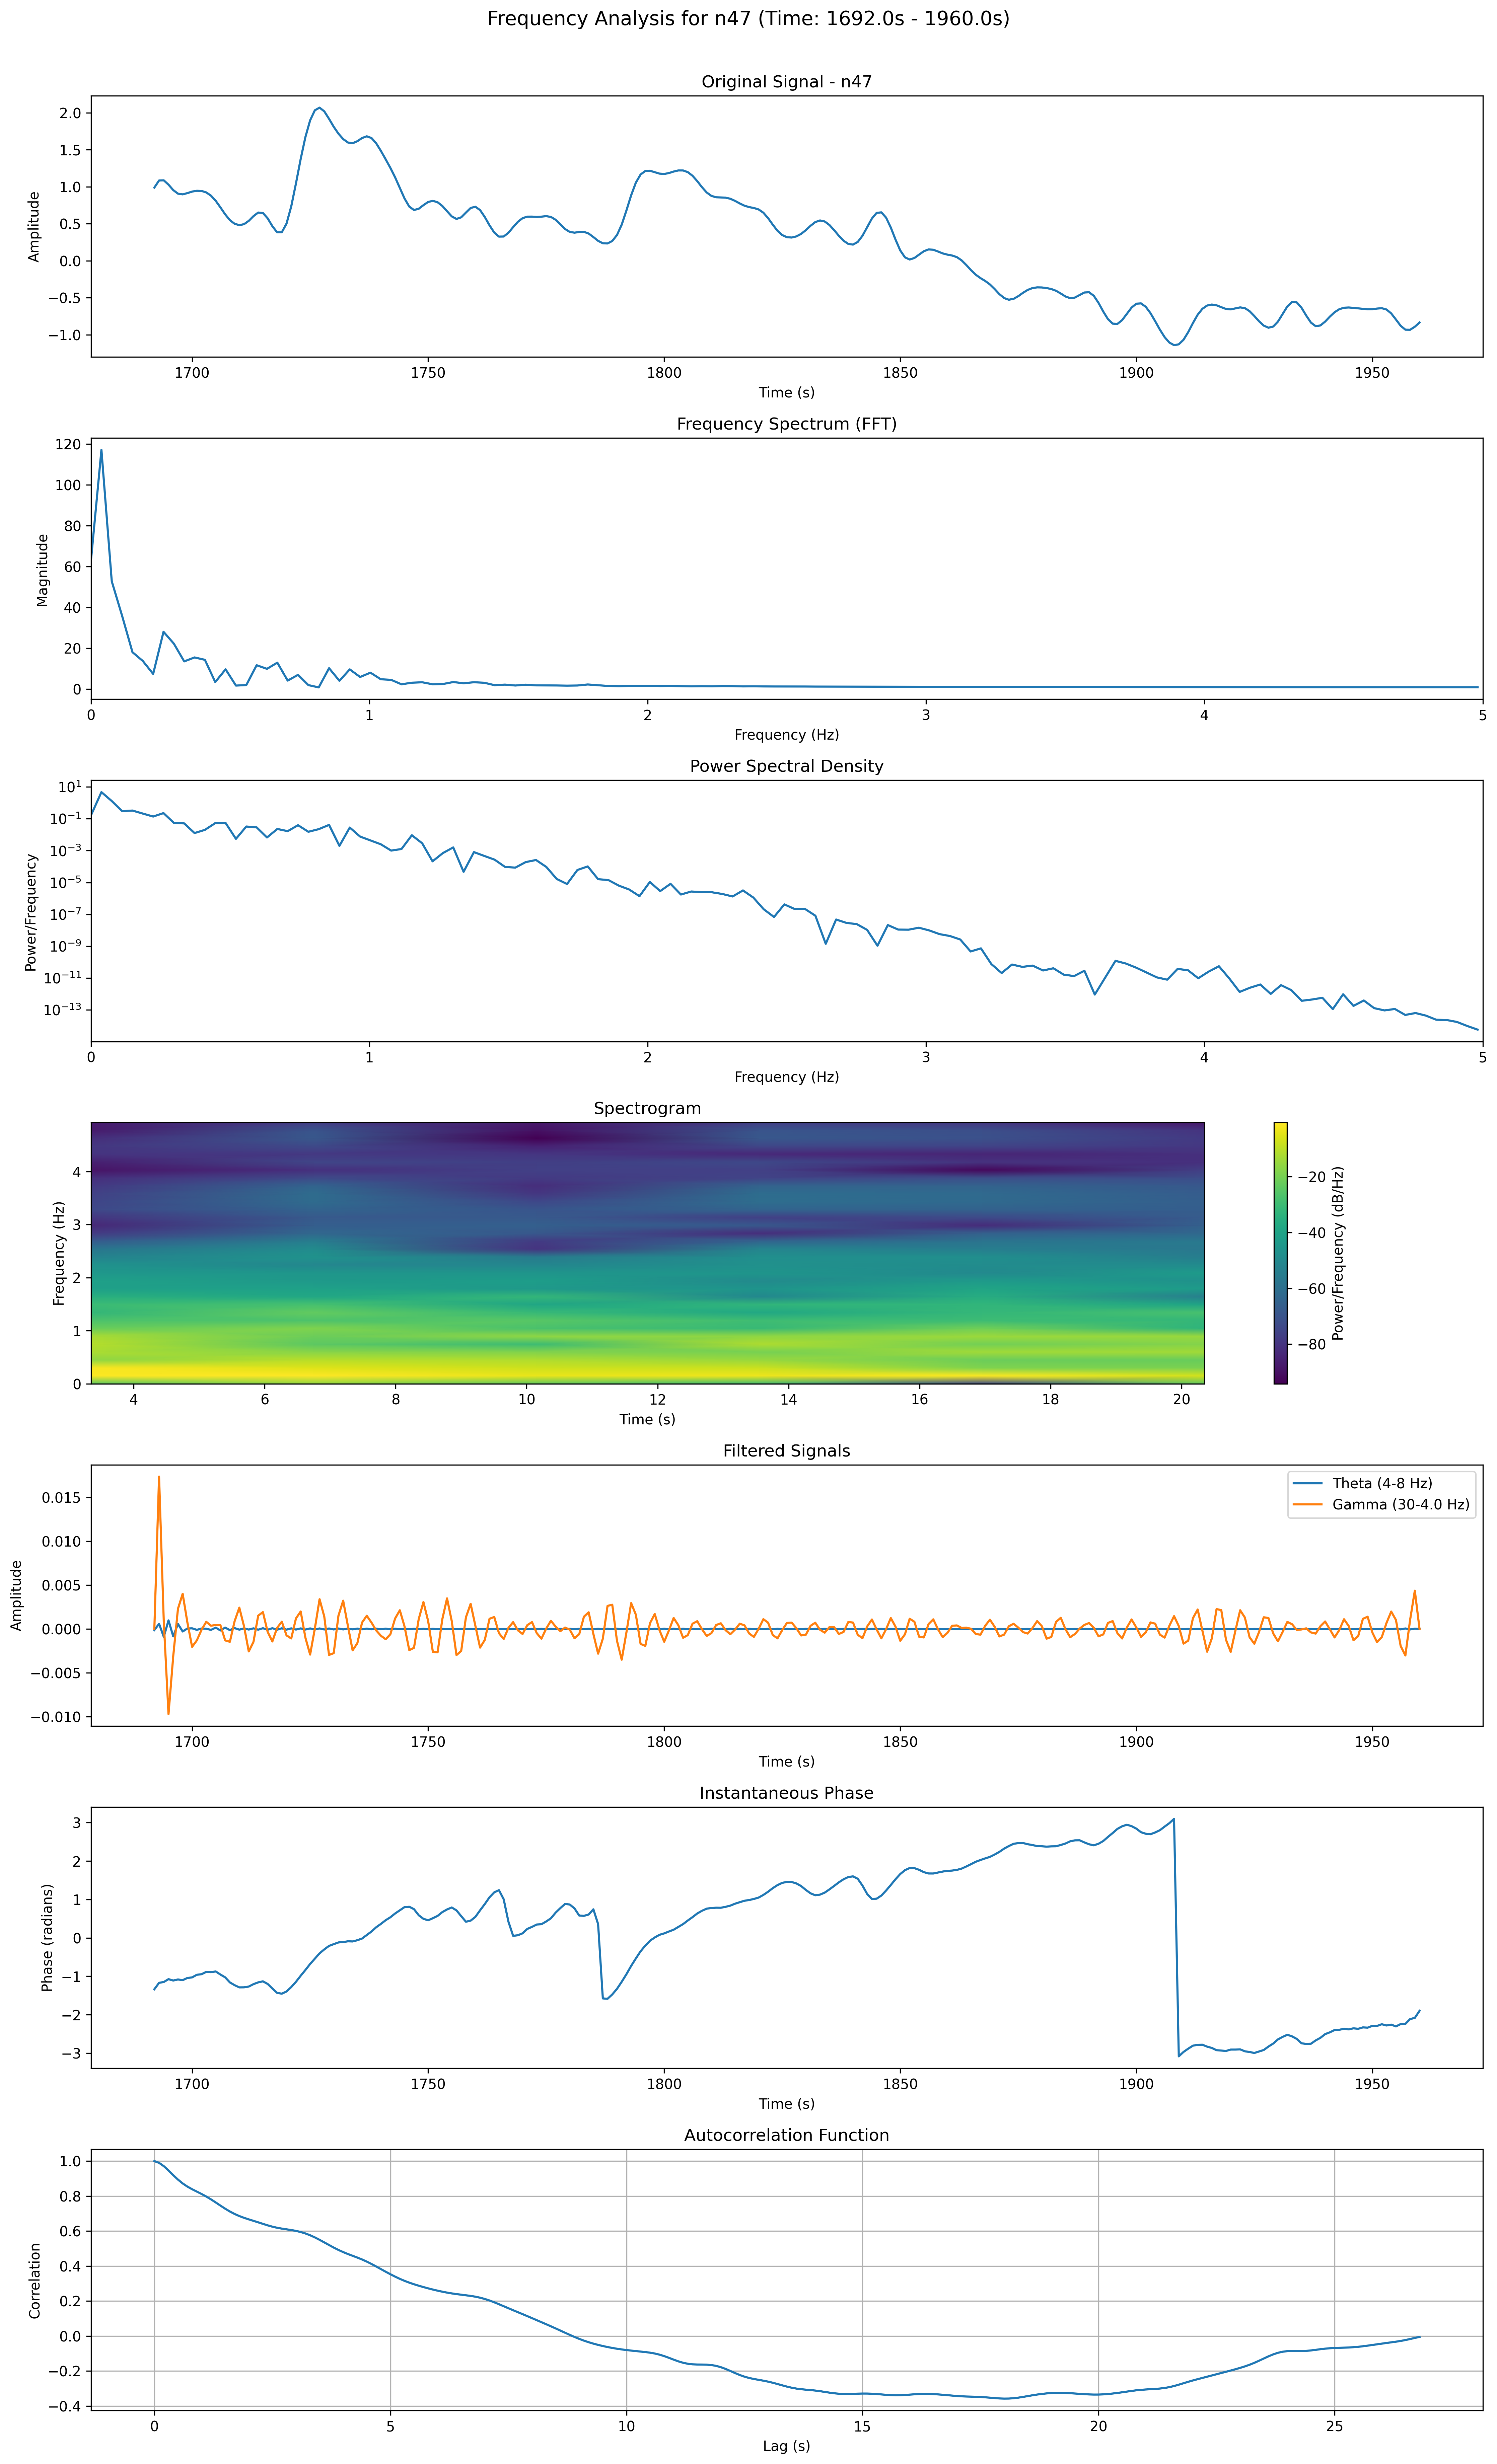 Frequency Analysis for n47 (Time: 1692.0s - 1960.0s)
Original Signal - n47
2.0
1.5
1.0
0.5
0.0
−0.5
−1.0
Amplitude
1700 1750 1800 1850 1900 1950
Time (s)
Frequency Spectrum (FFT)
120
100
80
60
40
20
0
Magnitude
0 1 2 3 4 5
Frequency (Hz)
Power Spectral Density
10^1
10^−1
10^−3
10^−5
10^−7
10^−9
10^−11
10^−13
Power/Frequency
0 1 2 3 4 5
Frequency (Hz)
Spectrogram
4
3
2
1
0
Frequency (Hz)
4 6 8 10 12 14 16 18 20
Time (s)
−20
−40
−60
−80
Power/Frequency (dB/Hz)
Filtered Signals
0.015
0.010
0.005
0.000
−0.005
−0.010
Amplitude
Theta (4-8 Hz)
Gamma (30-4.0 Hz)
1700 1750 1800 1850 1900 1950
Time (s)
Instantaneous Phase
3
2
1
0
−1
−2
−3
Phase (radians)
1700 1750 1800 1850 1900 1950
Time (s)
Autocorrelation Function
1.0
0.8
0.6
0.4
0.2
0.0
−0.2
−0.4
Correlation
0 5 10 15 20 25
Lag (s)